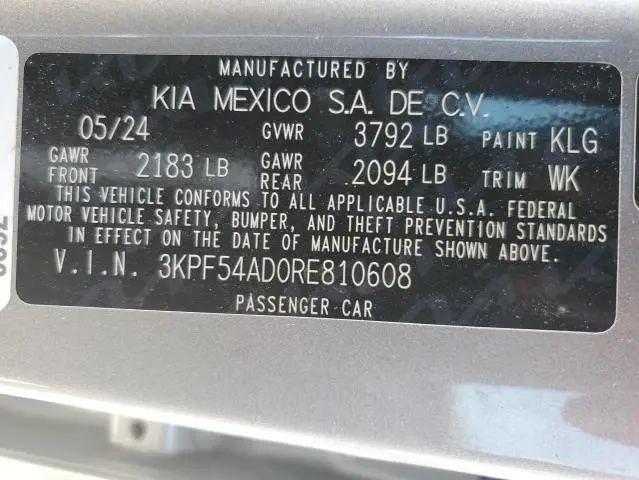 MANUFACTURED BY
KIA MEXICO S.A. DE C.V.
05/24 GVWR 3792 LB PAINT KLG
GAWR FRONT 2183 LB GAWR REAR 2094 LB TRIM WK
THIS VEHICLE CONFORMS TO ALL APPLICABLE U.S.A. FEDERAL
MOTOR VEHICLE SAFETY, BUMPER, AND THEFT PREVENTION STANDARDS
IN EFFECT ON THE DATE OF MANUFACTURE SHOWN ABOVE.
V.I.N. 3KPF54AD0RE810608
PASSENGER CAR